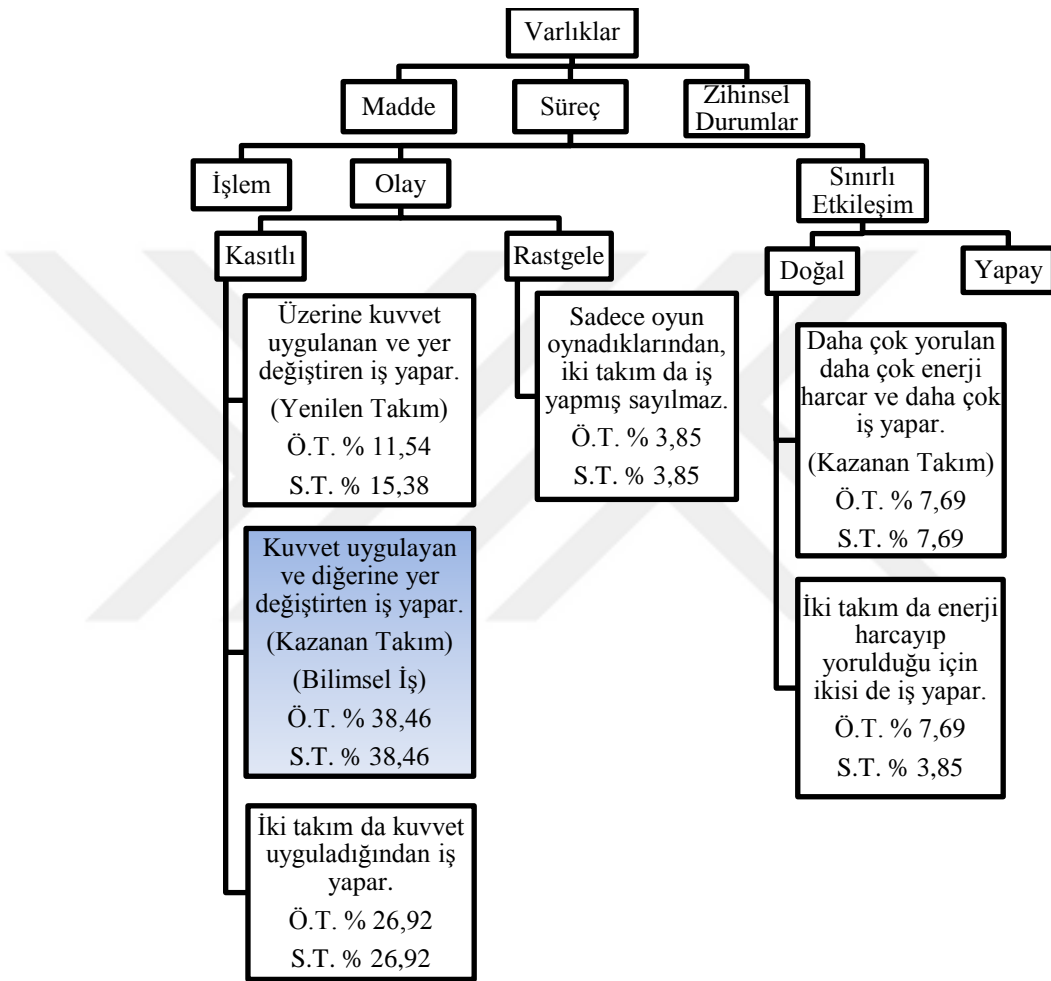 Varlıklar
Madde
Süreç
Zihinsel
Durumlar
İşlem
Olay
Sınırlı
Etkileşim
Kasıtlı
Rastgele
Doğal
Yapay
Üzerine kuvvet
uygulanan ve yer
değiştiren iş yapar.
(Yenilen Takım)
Ö.T. % 11,54
S.T. % 15,38
Kuvvet uygulayan
ve diğerine yer
değiştirten iş yapar.
(Kazanan Takım)
(Bilimsel İş)
Ö.T. % 38,46
S.T. % 38,46
İki takım da kuvvet
uyguladığından iş
yapar.
Ö.T. % 26,92
S.T. % 26,92
Sadece oyun
oynadıklarından,
iki takım da iş
yapmış sayılmaz.
Ö.T. % 3,85
S.T. % 3,85
Daha çok yorulan
daha çok enerji
harcar ve daha çok
iş yapar.
(Kazanan Takım)
Ö.T. % 7,69
S.T. % 7,69
İki takım da enerji
harcayıp
yorulduğu için
ikisi de iş yapar.
Ö.T. % 7,69
S.T. % 3,85